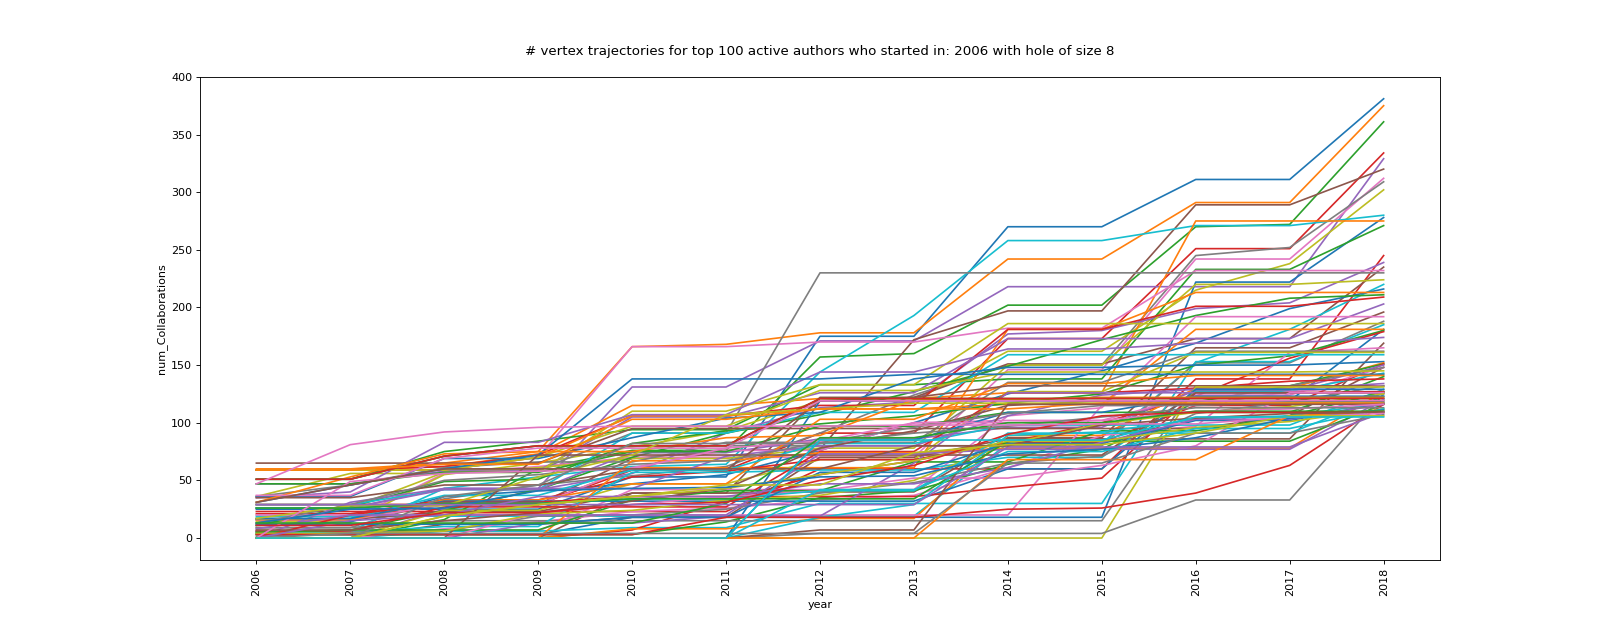 # vertex trajectories for top 100 active authors who started in: 2006 with hole of size 8
400
350
300
250
200
150
100
50
0
num_Collaborations
2006 2007 2008 2009 2010 2011 2012 2013 2014 2015 2016 2017 2018
year